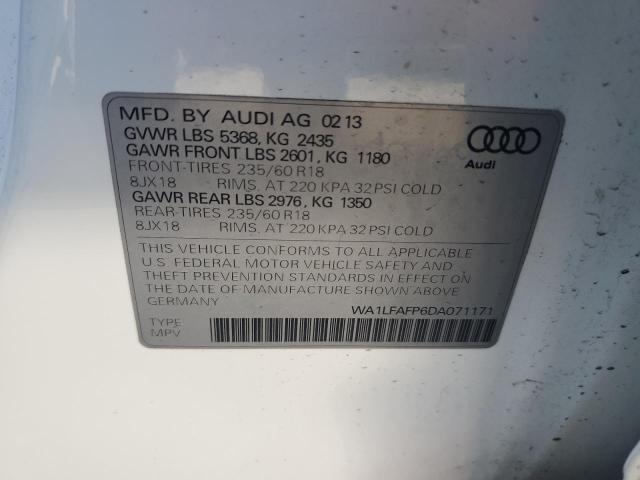 MFD. BY AUDI AG 02 13
GVWR LBS 5368, KG 2435
GAWR FRONT LBS 2601, KG 1180
FRONT-TIRES 235/60 R18
8JX18 RIMS, AT 220 KPA 32 PSI COLD
GAWR REAR LBS 2976, KG 1350
REAR-TIRES 235/60 R18
8JX18 RIMS, AT 220 KPA 32 PSI COLD
Audi
THIS VEHICLE CONFORMS TO ALL APPLICABLE
U.S. FEDERAL MOTOR VEHICLE SAFETY AND
THEFT PREVENTION STANDARDS IN EFFECT ON
THE DATE OF MANUFACTURE SHOWN ABOVE
GERMANY
WA1LFAFP6DA071171
TYPE
MPV